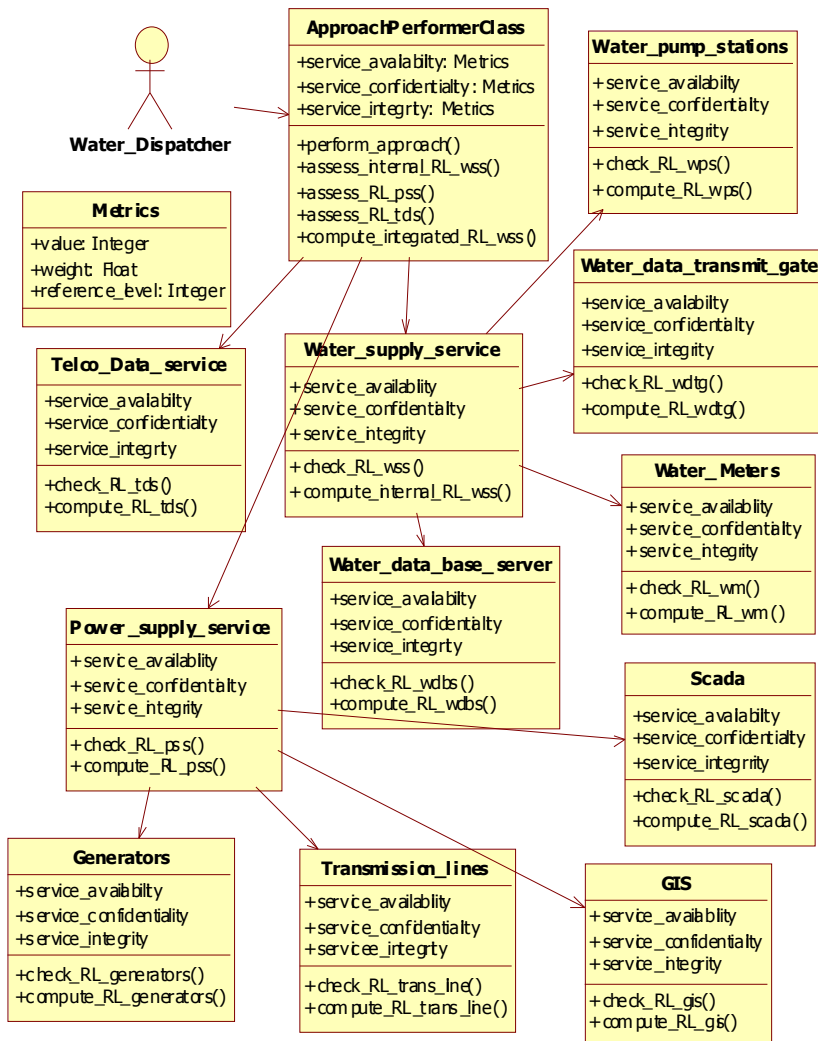 Water_Dispatcher
ApproachPerformerClass
+service_avalabilty: Metrics
+service_confidentialty: Metrics
+service_integrity: Metrics
+perform_approach()
+assess_internal_RL_wss()
+assess_RL_pss()
+assess_RL_tds()
+compute_integrated_RL_wss()
Water_pump_stations
+service_availability
+service_confidentialty
+service_integrity
+check_RL_wps()
+compute_RL_wps()
Metrics
+value: Integer
+weight: Float
+reference_level: Integer
Water_data_transmit_gate
+service_avalabilty
+service_confidentialty
+service_integrity
+check_RL_wdtg()
+compute_RL_wdtg()
Telco_Data_service
+service_avalabilty
+service_confidentialty
+service_integrity
+check_RL_tds()
+compute_RL_tds()
Water_supply_service
+service_availablity
+service_confidentialty
+service_integrity
+check_RL_wss()
+compute_internal_RL_wss()
Water_Meters
+service_availablity
+service_confidentialty
+service_integrity
+check_RL_wm()
+compute_RL_wm()
Water_data_base_server
+service_avalabilty
+service_confidentialty
+service_integrity
+check_RL_wdbs()
+compute_RL_wdbs()
Power_supply_service
+service_availablity
+service_confidentialty
+service_integrity
+check_RL_pss()
+compute_RL_pss()
Scada
+service_avalabilty
+service_confidentialty
+service_integrrity
+check_RL_scada()
+compute_RL_scada()
Generators
+service_availabilty
+service_confidentiality
+service_integrity
+check_RL_generators()
+compute_RL_generators()
Transmission_lines
+service_availablity
+service_confidentialty
+servicee_integrty
+check_RL_trans_line()
+compute_RL_trans_line()
GIS
+service_availablity
+service_confidentialty
+service_integrity
+check_RL_gis()
+compute_RL_gis()